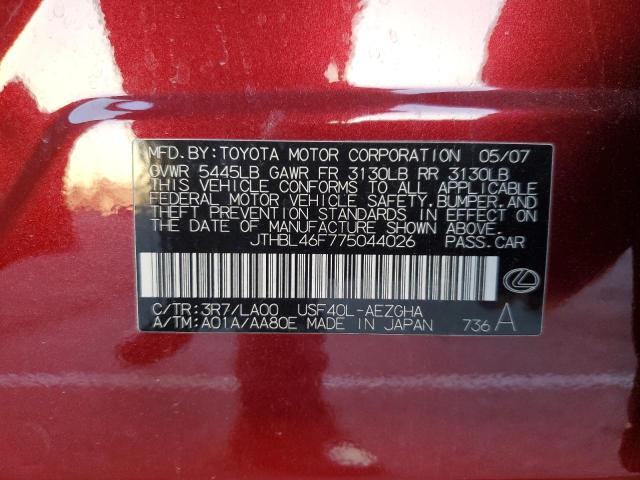 MFD. BY: TOYOTA MOTOR CORPORATION 05/07
GVWR 5445LB GAWR FR 3130LB RR 3130LB
THIS VEHICLE CONFORMS TO ALL APPLICABLE
FEDERAL MOTOR VEHICLE SAFETY, BUMPER, AND
THEFT PREVENTION STANDARDS IN EFFECT ON
THE DATE OF MANUFACTURE SHOWN ABOVE.
JTHBL46F775044026 PASS. CAR
C/TR: 3R7/LA00 USF40L-AEZGHA
A/TM: A01A/AA80E MADE IN JAPAN 736 A